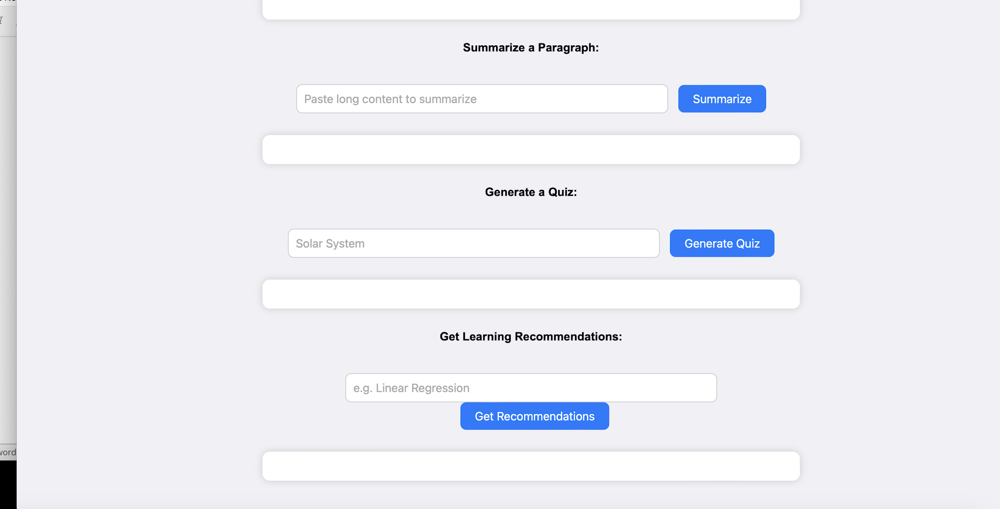 Summarize a Paragraph:
Paste long content to summarize
Summarize
Generate a Quiz:
Solar System
Generate Quiz
Get Learning Recommendations:
e.g. Linear Regression
Get Recommendations
word